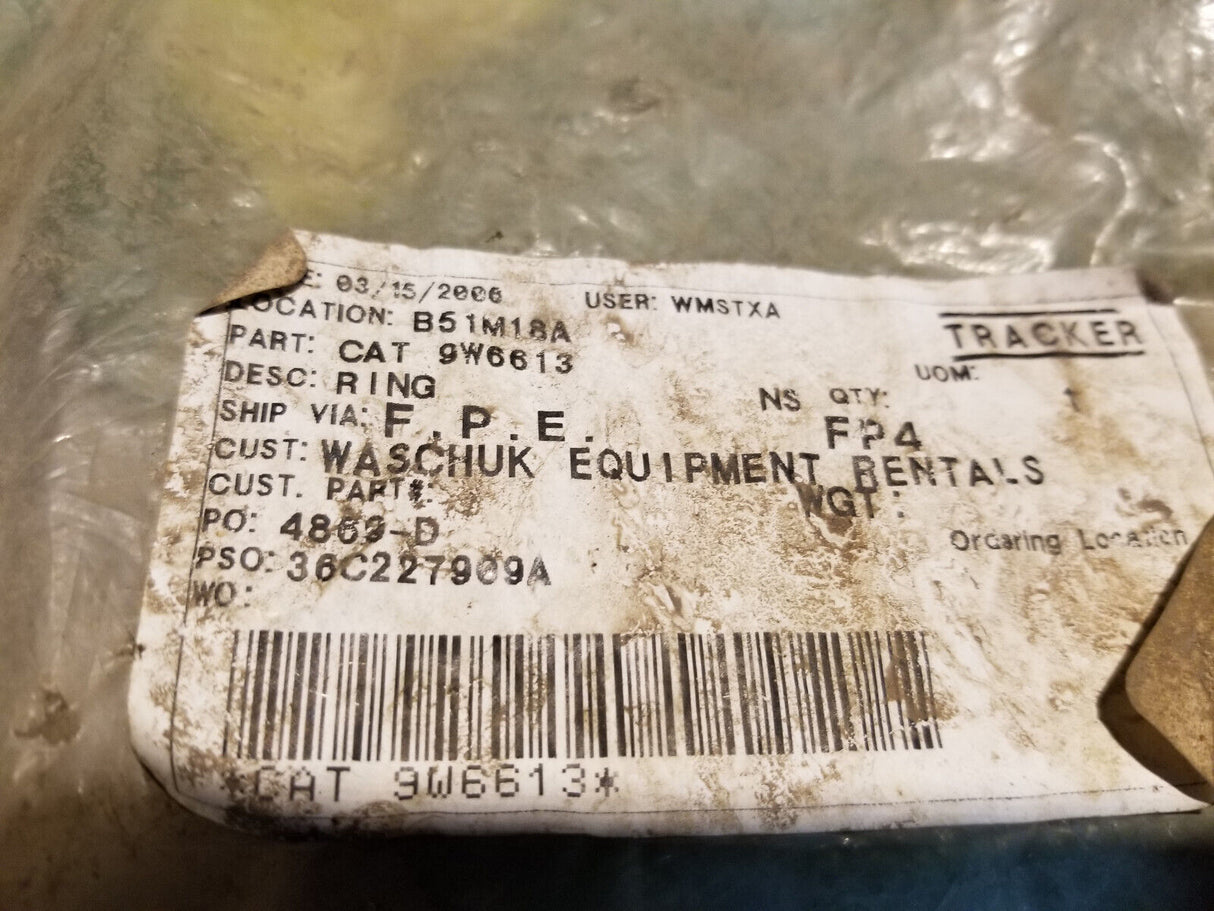 E: 03/15/2006 USER: WMSTXA
LOCATION: B51M18A TRACKER
PART: CAT 9W6613 UOM:
DESC: RING NS QTY: 1
SHIP VIA: F.P.E. FP4
CUST: WASCHUK EQUIPMENT RENTALS
CUST. PART#: WGT:
PO: 4869-D Ordering Location
PSO: 36C227909A
WO:
*CAT 9W6613*